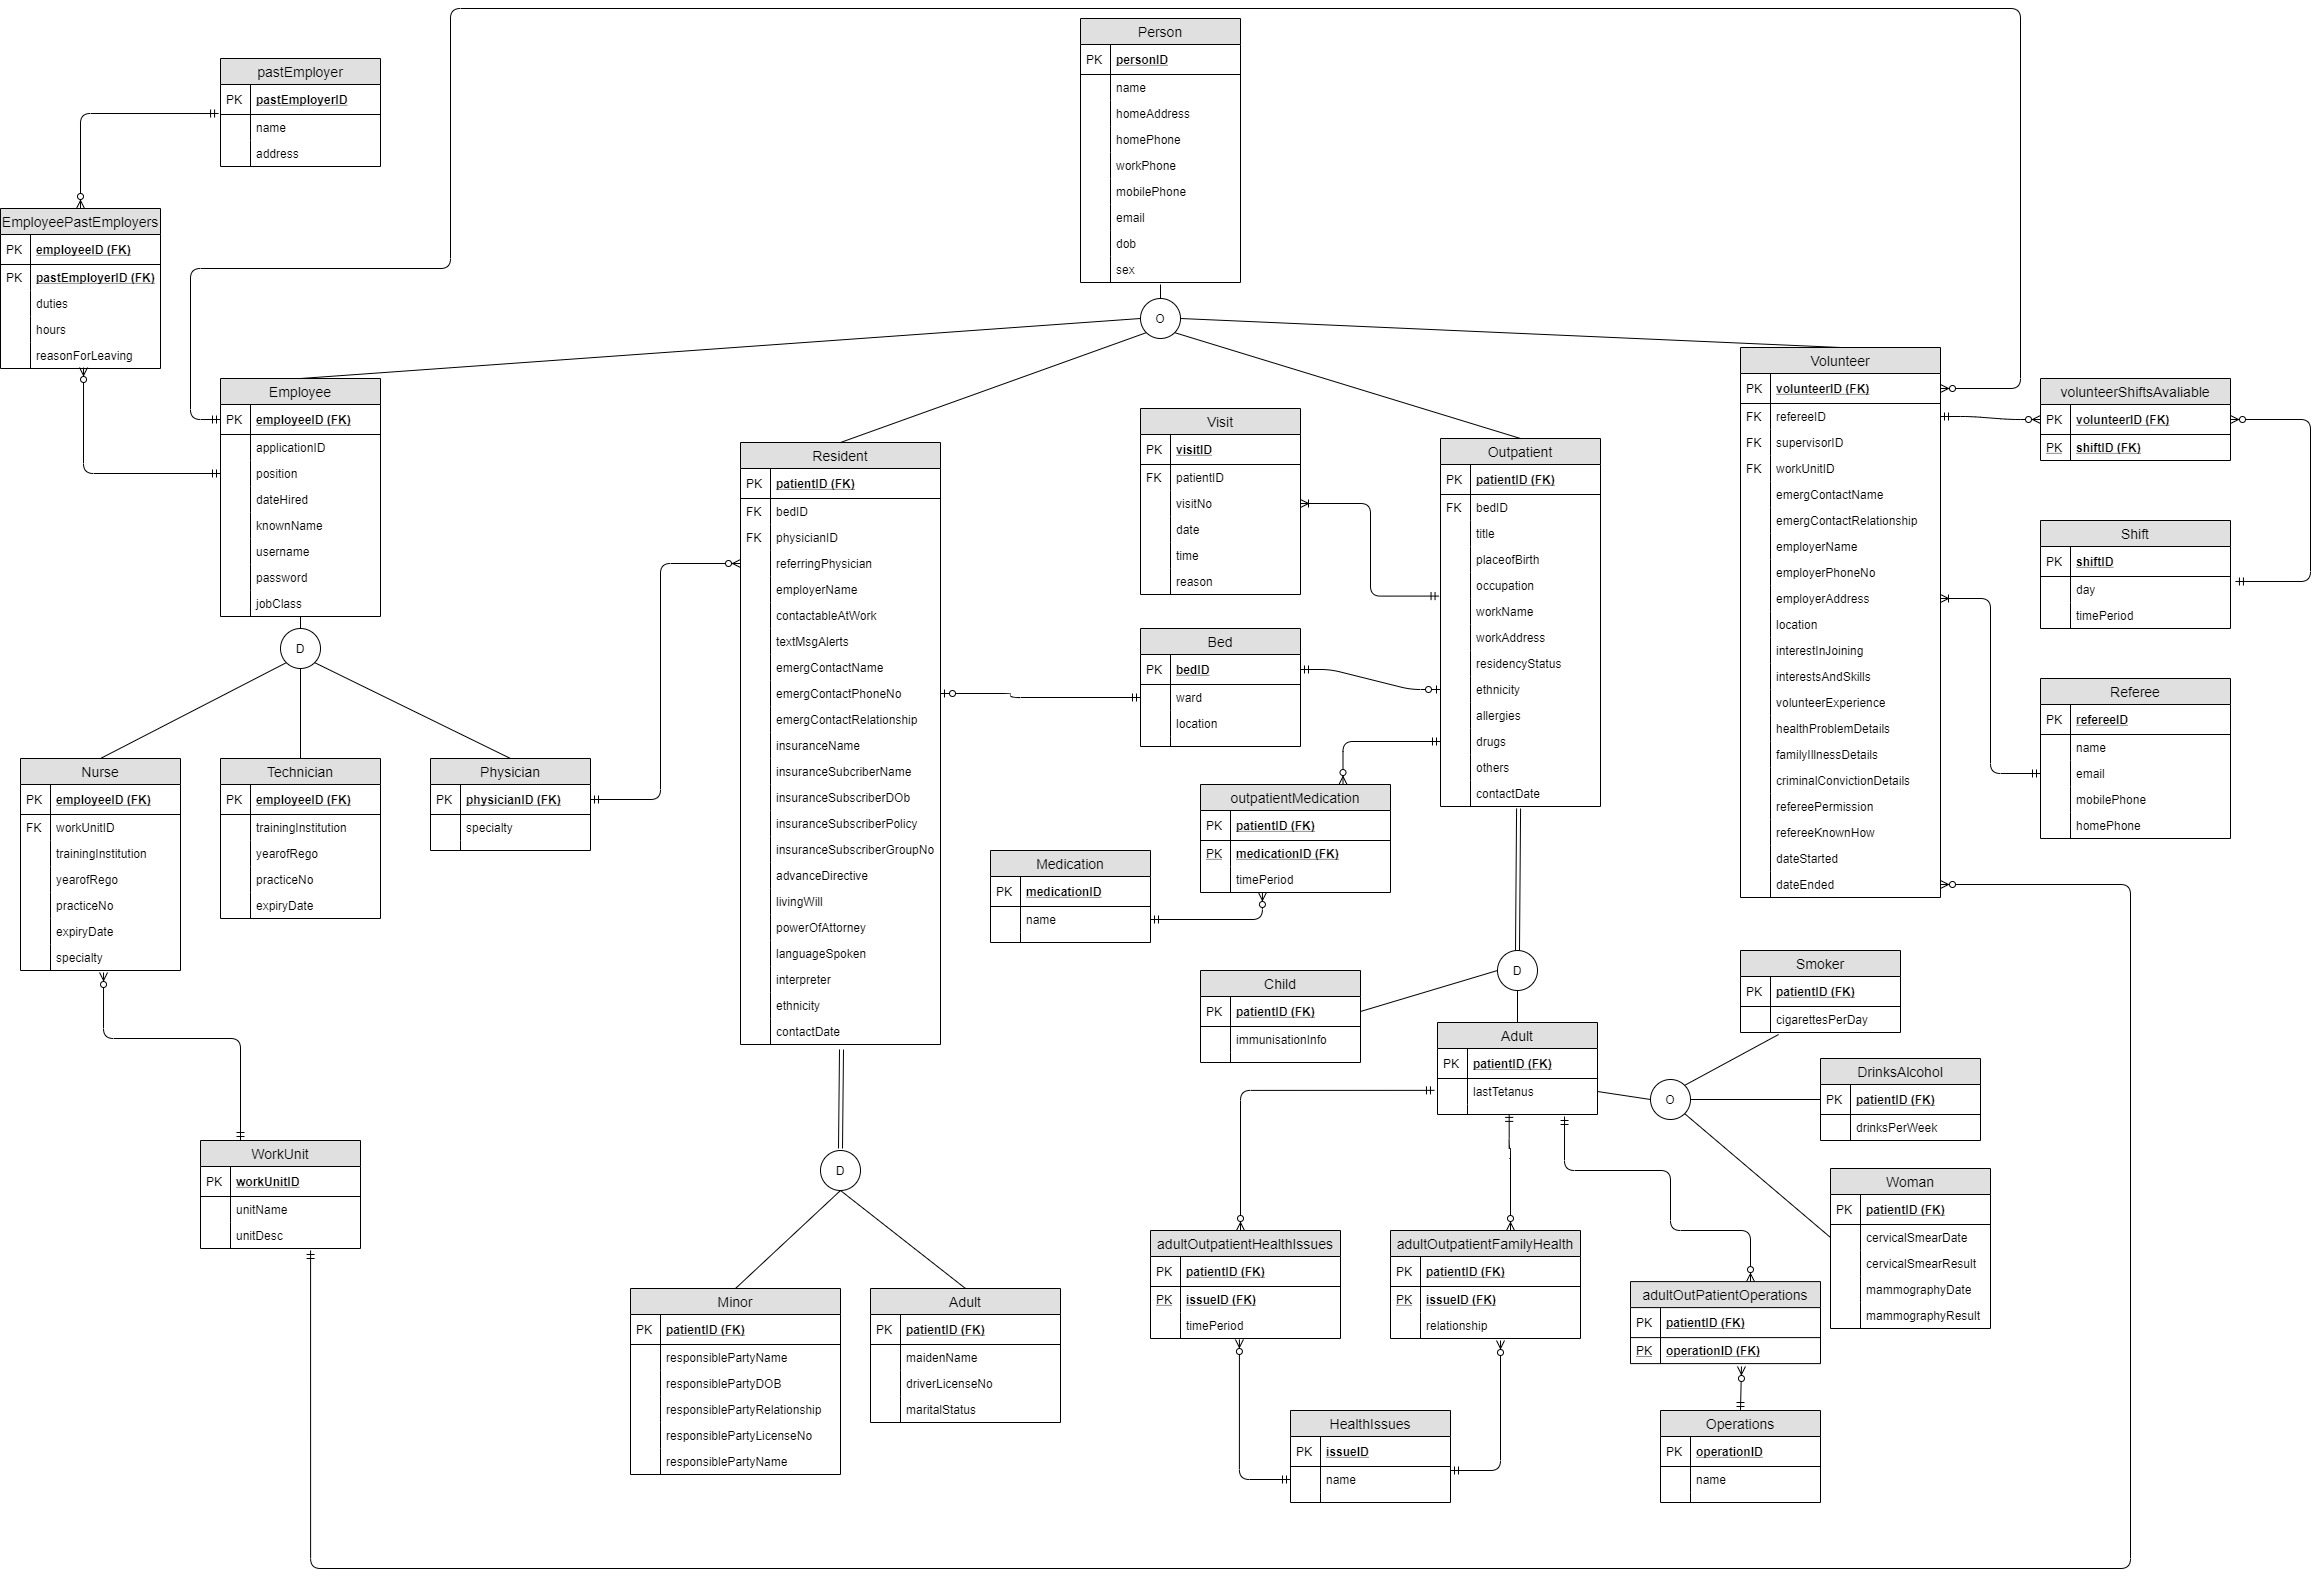 Person
PK personID
name
homeAddress
homePhone
workPhone
mobilePhone
email
dob
sex
O
pastEmployer
PK pastEmployerID
name
address
EmployeePastEmployers
PK employeeID (FK)
PK pastEmployerID (FK)
duties
hours
reasonForLeaving
Employee
PK employeeID (FK)
applicationID
position
dateHired
knownName
username
password
jobClass
D
Nurse
PK employeeID (FK)
FK workUnitID
trainingInstitution
yearofRego
practiceNo
expiryDate
specialty
Technician
PK employeeID (FK)
trainingInstitution
yearofRego
practiceNo
expiryDate
Physician
PK physicianID (FK)
specialty
WorkUnit
PK workUnitID
unitName
unitDesc
Resident
PK patientID (FK)
FK bedID
FK physicianID
referringPhysician
employerName
contactableAtWork
textMsgAlerts
emergContactName
emergContactPhoneNo
emergContactRelationship
insuranceName
insuranceSubcriberName
insuranceSubscriberDOb
insuranceSubscriberPolicy
insuranceSubscriberGroupNo
advanceDirective
livingWill
powerOfAttorney
languageSpoken
interpreter
ethnicity
contactDate
D
Minor
PK patientID (FK)
responsiblePartyName
responsiblePartyDOB
responsiblePartyRelationship
responsiblePartyLicenseNo
responsiblePartyName
Adult
PK patientID (FK)
maidenName
driverLicenseNo
maritalStatus
Visit
PK visitID
FK patientID
visitNo
date
time
reason
Bed
PK bedID
ward
location
Outpatient
PK patientID (FK)
FK bedID
title
placeofBirth
occupation
workName
workAddress
residencyStatus
ethnicity
allergies
drugs
others
contactDate
outpatientMedication
PK patientID (FK)
PK medicationID (FK)
timePeriod
Medication
PK medicationID
name
D
Child
PK patientID (FK)
immunisationInfo
Adult
PK patientID (FK)
lastTetanus
O
Smoker
PK patientID (FK)
cigarettesPerDay
DrinksAlcohol
PK patientID (FK)
drinksPerWeek
Woman
PK patientID (FK)
cervicalSmearDate
cervicalSmearResult
mammographyDate
mammographyResult
adultOutpatientHealthIssues
PK patientID (FK)
PK issueID (FK)
timePeriod
adultOutpatientFamilyHealth
PK patientID (FK)
PK issueID (FK)
relationship
adultOutPatientOperations
PK patientID (FK)
PK operationID (FK)
HealthIssues
PK issueID
name
Operations
PK operationID
name
Volunteer
PK volunteerID (FK)
FK refereeID
FK supervisorID
FK workUnitID
emergContactName
emergContactRelationship
employerName
employerPhoneNo
employerAddress
location
interestInJoining
interestsAndSkills
volunteerExperience
healthProblemDetails
familyIllnessDetails
criminalConvictionDetails
refereePermission
refereeKnownHow
dateStarted
dateEnded
volunteerShiftsAvaliable
PK volunteerID (FK)
PK shiftID (FK)
Shift
PK shiftID
day
timePeriod
Referee
PK refereeID
name
email
mobilePhone
homePhone